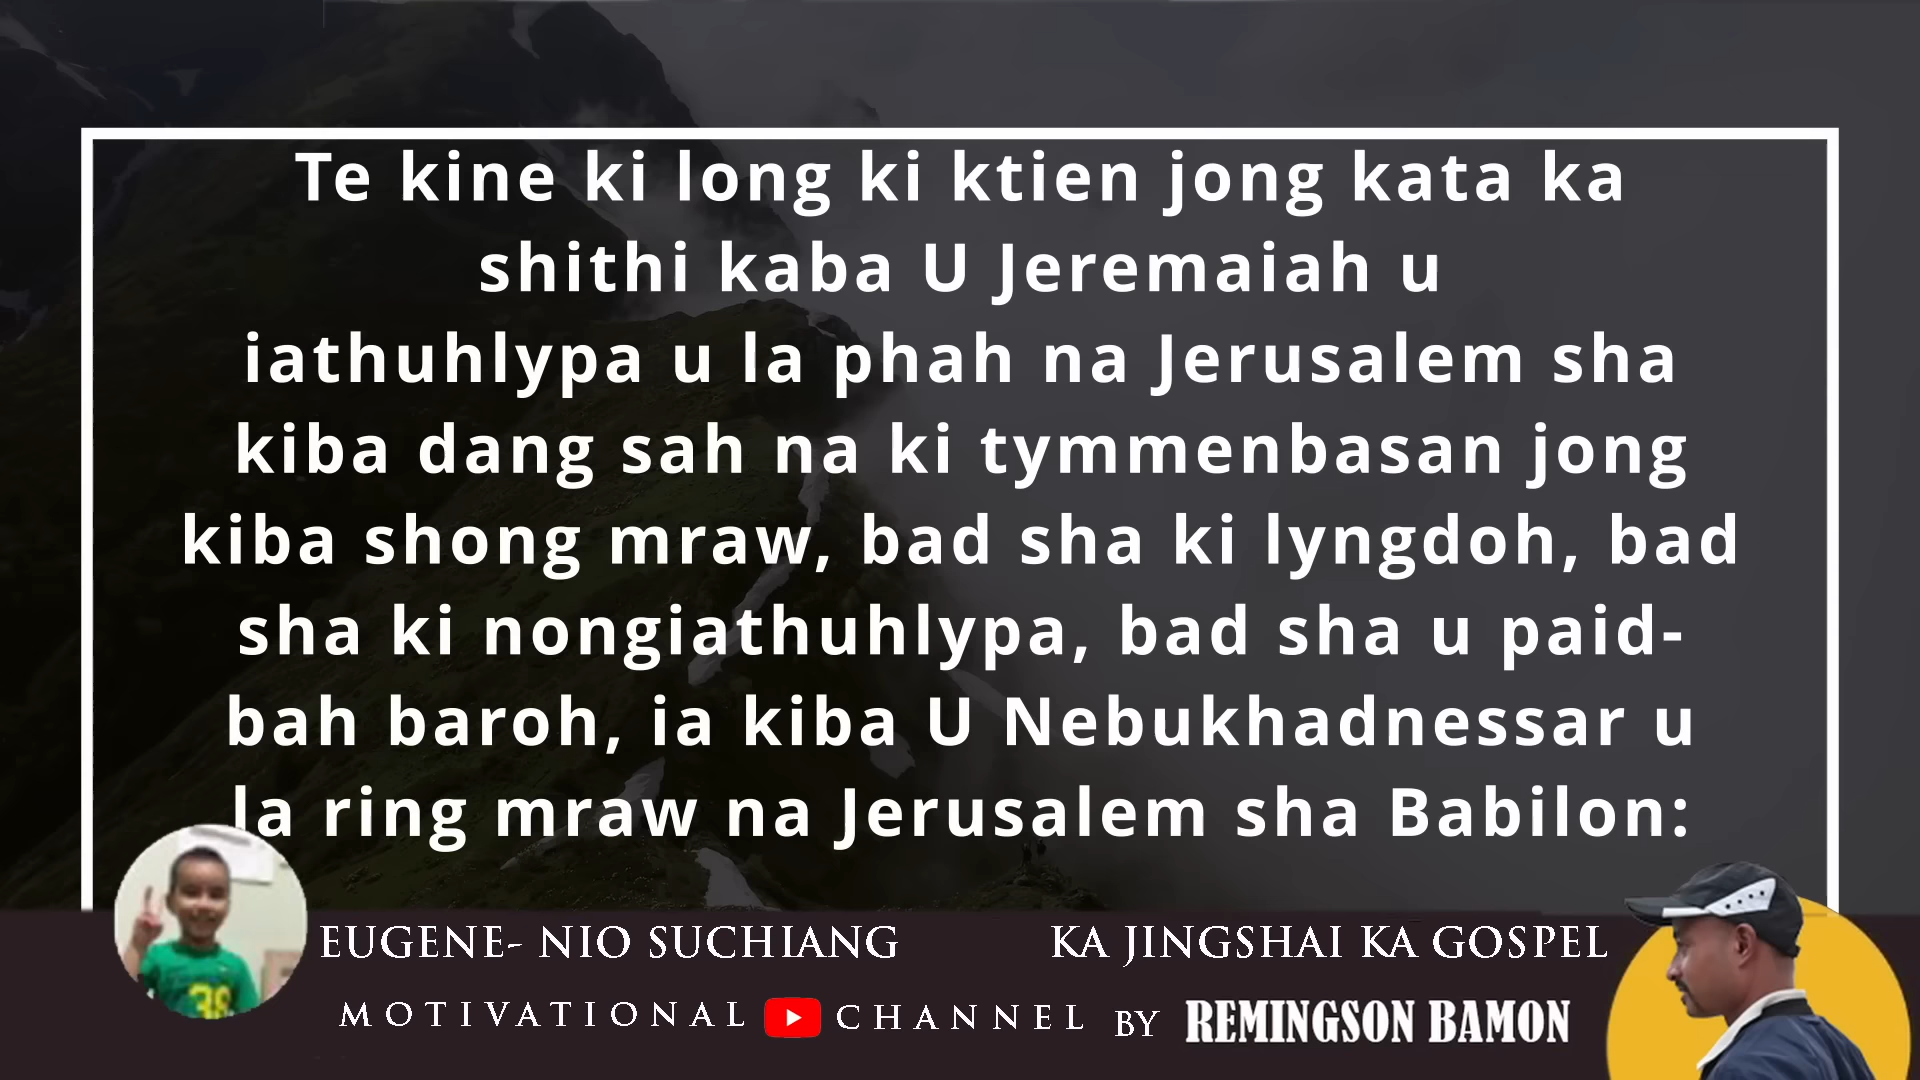 Te kine ki long ki ktien jong kata ka
shithi kaba U Jeremaiah u
iathuhlypa u la phah na Jerusalem sha
kiba dang sah na ki tymmenbasan jong
kiba shong mraw, bad sha ki lyngdoh, bad
sha ki nongiathuhlypa, bad sha u paid-
bah baroh, ia kiba U Nebukhadnessar u
la ring mraw na Jerusalem sha Babilon:
EUGENE- NIO SUCHIANG KA JINGSHAI KA GOSPEL
MOTIVATIONAL CHANNEL BY REMINGSON BAMON
38